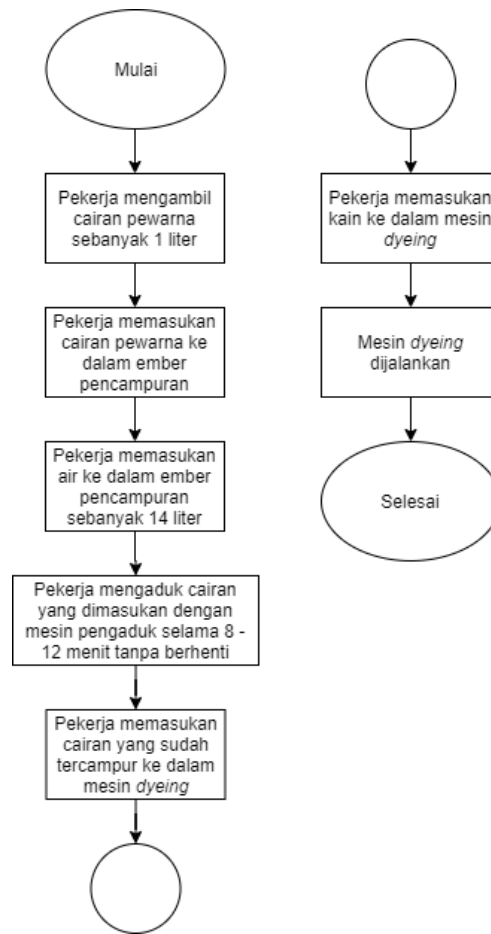 Mulai
Pekerja mengambil
cairan pewarna
sebanyak 1 liter
Pekerja memasukan
cairan pewarna ke
dalam ember
pencampuran
Pekerja memasukan
air ke dalam ember
pencampuran
sebanyak 14 liter
Pekerja mengaduk cairan
yang dimasukan dengan
mesin pengaduk selama 8 -
12 menit tanpa berhenti
Pekerja memasukan
cairan yang sudah
tercampur ke dalam
mesin dyeing
Pekerja memasukan
kain ke dalam mesin
dyeing
Mesin dyeing
dijalankan
Selesai